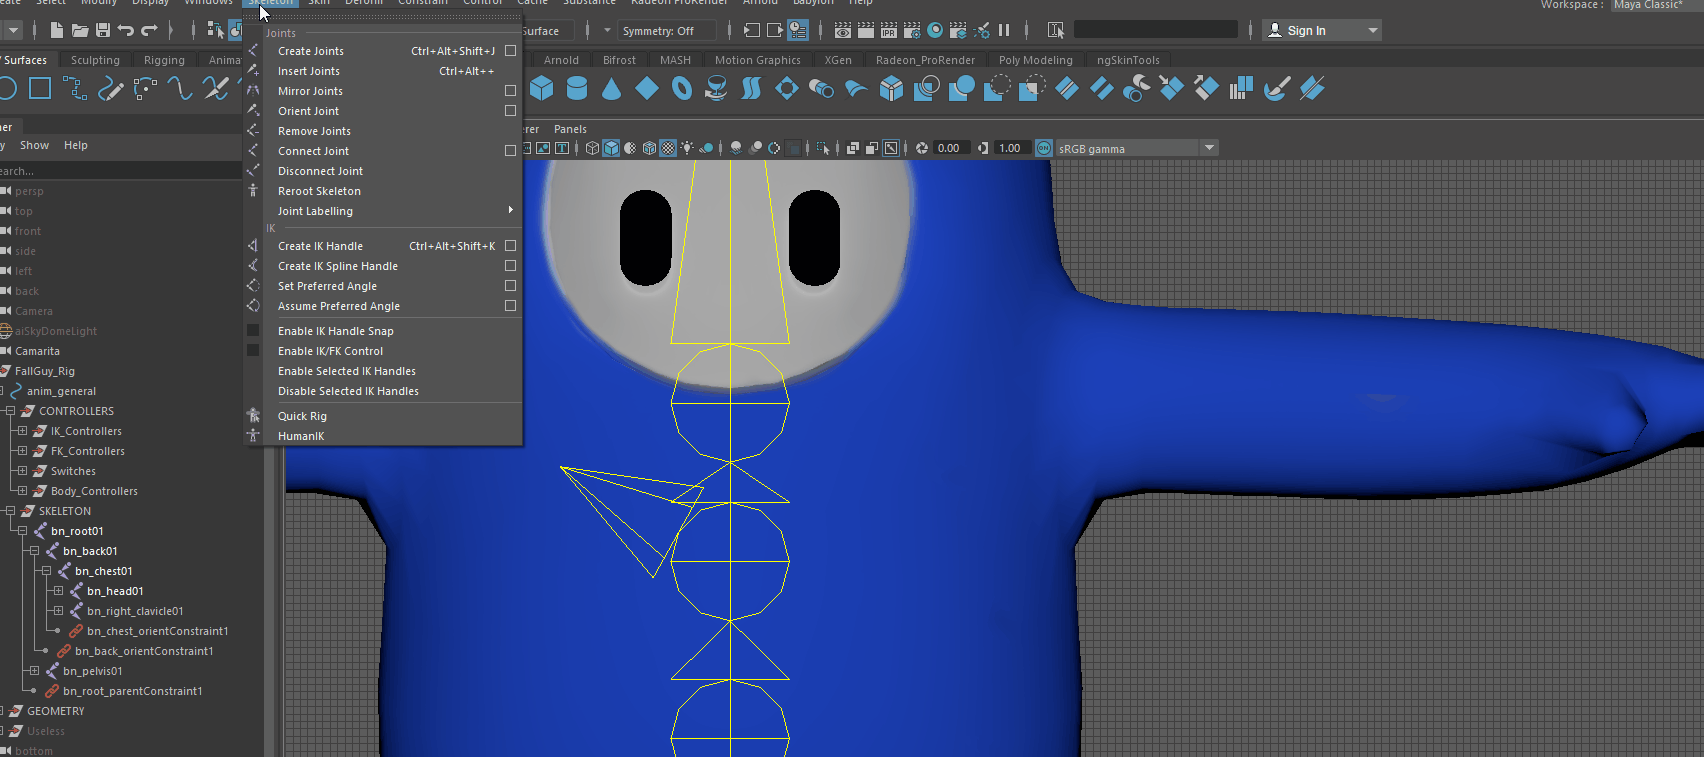 Select Modify Display Windows Skeleton Skin Deform Constrain Control Cache Substance Radeon ProRender Arnold Babylon Help
Workspace : Maya Classic*
Surface Symmetry: Off Sign In
Surfaces Sculpting Rigging Anima Arnold Bifrost MASH Motion Graphics XGen Radeon_ProRender Poly Modeling ngSkinTools
Joints
Create Joints Ctrl+Alt+Shift+J
Insert Joints Ctrl+Alt++
Mirror Joints
Orient Joint
Remove Joints
Connect Joint
Disconnect Joint
Reroot Skeleton
Joint Labelling
IK
Create IK Handle Ctrl+Alt+Shift+K
Create IK Spline Handle
Set Preferred Angle
Assume Preferred Angle
Enable IK Handle Snap
Enable IK/FK Control
Enable Selected IK Handles
Disable Selected IK Handles
Quick Rig
HumanIK
erer Panels
IPR
0.00 1.00 ON sRGB gamma
ner
y Show Help
earch...
persp
top
front
side
left
back
Camera
aiSkyDomeLight
Camarita
FallGuy_Rig
anim_general
CONTROLLERS
IK_Controllers
FK_Controllers
Switches
Body_Controllers
SKELETON
bn_root01
bn_back01
bn_chest01
bn_head01
bn_right_clavicle01
bn_chest_orientConstraint1
bn_back_orientConstraint1
bn_pelvis01
bn_root_parentConstraint1
GEOMETRY
Useless
bottom